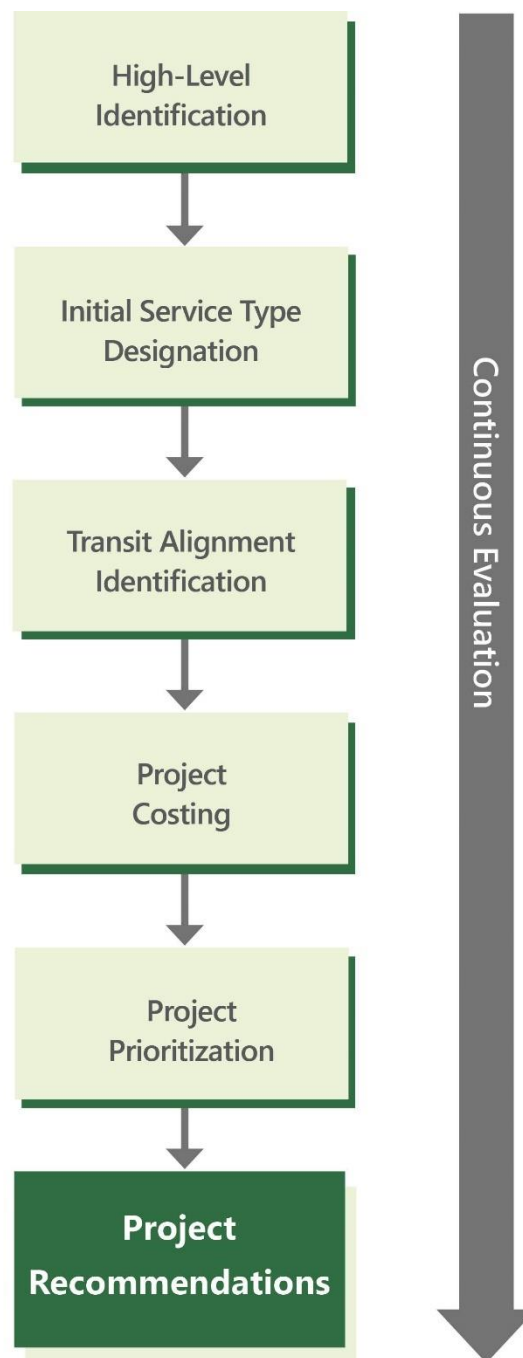 High-Level
Identification
Initial Service Type
Designation
Transit Alignment
Identification
Project
Costing
Project
Prioritization
Project
Recommendations
Continuous Evaluation